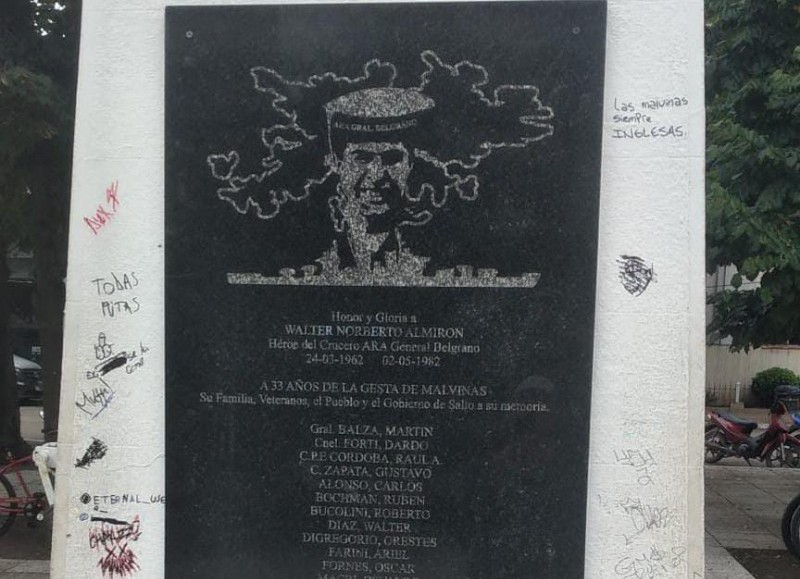 ARA GRAL. BELGRANO
Honor y Gloria a
WALTER NORBERTO ALMIRON
Héroe del Crucero ARA General Belgrano
24-03-1962 02-05-1982
A 33 AÑOS DE LA GESTA DE MALVINAS
Su Familia, Veteranos, el Pueblo y el Gobierno de Salto a su memoria.
Gral. BALZA, MARTIN
Cnel. FORTI, DARDO
C.P.F. CORDOBA, RAUL A.
C. ZAPATA, GUSTAVO
ALONSO, CARLOS
BOCHMAN, RUBEN
BUCOLINI, ROBERTO
DIAZ, WALTER
DIGREGORIO, ORESTES
FARINI, ARIEL
FORNES, OSCAR
Las malvinas
siempre
INGLESAS
TODAS
PUTAS
ETERNAL_